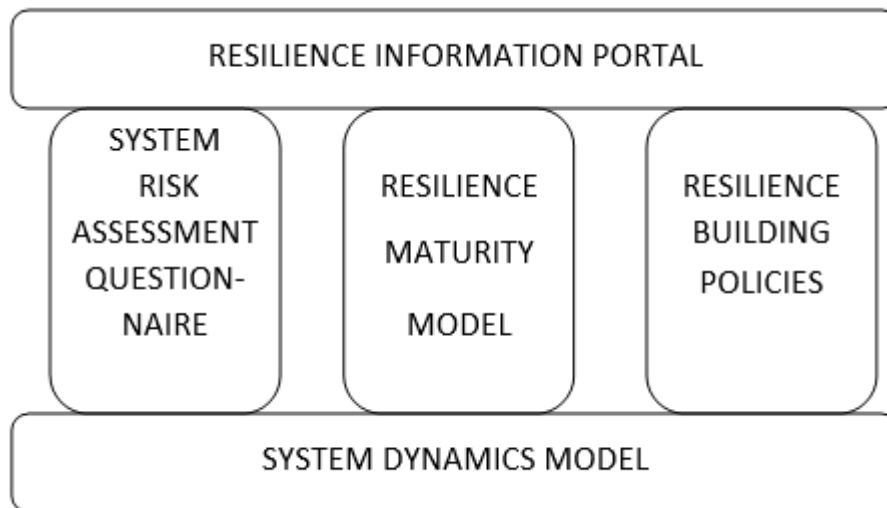 RESILIENCE INFORMATION PORTAL
SYSTEM
RISK
ASSESSMENT
QUESTION-
NAIRE
RESILIENCE
MATURITY
MODEL
RESILIENCE
BUILDING
POLICIES
SYSTEM DYNAMICS MODEL